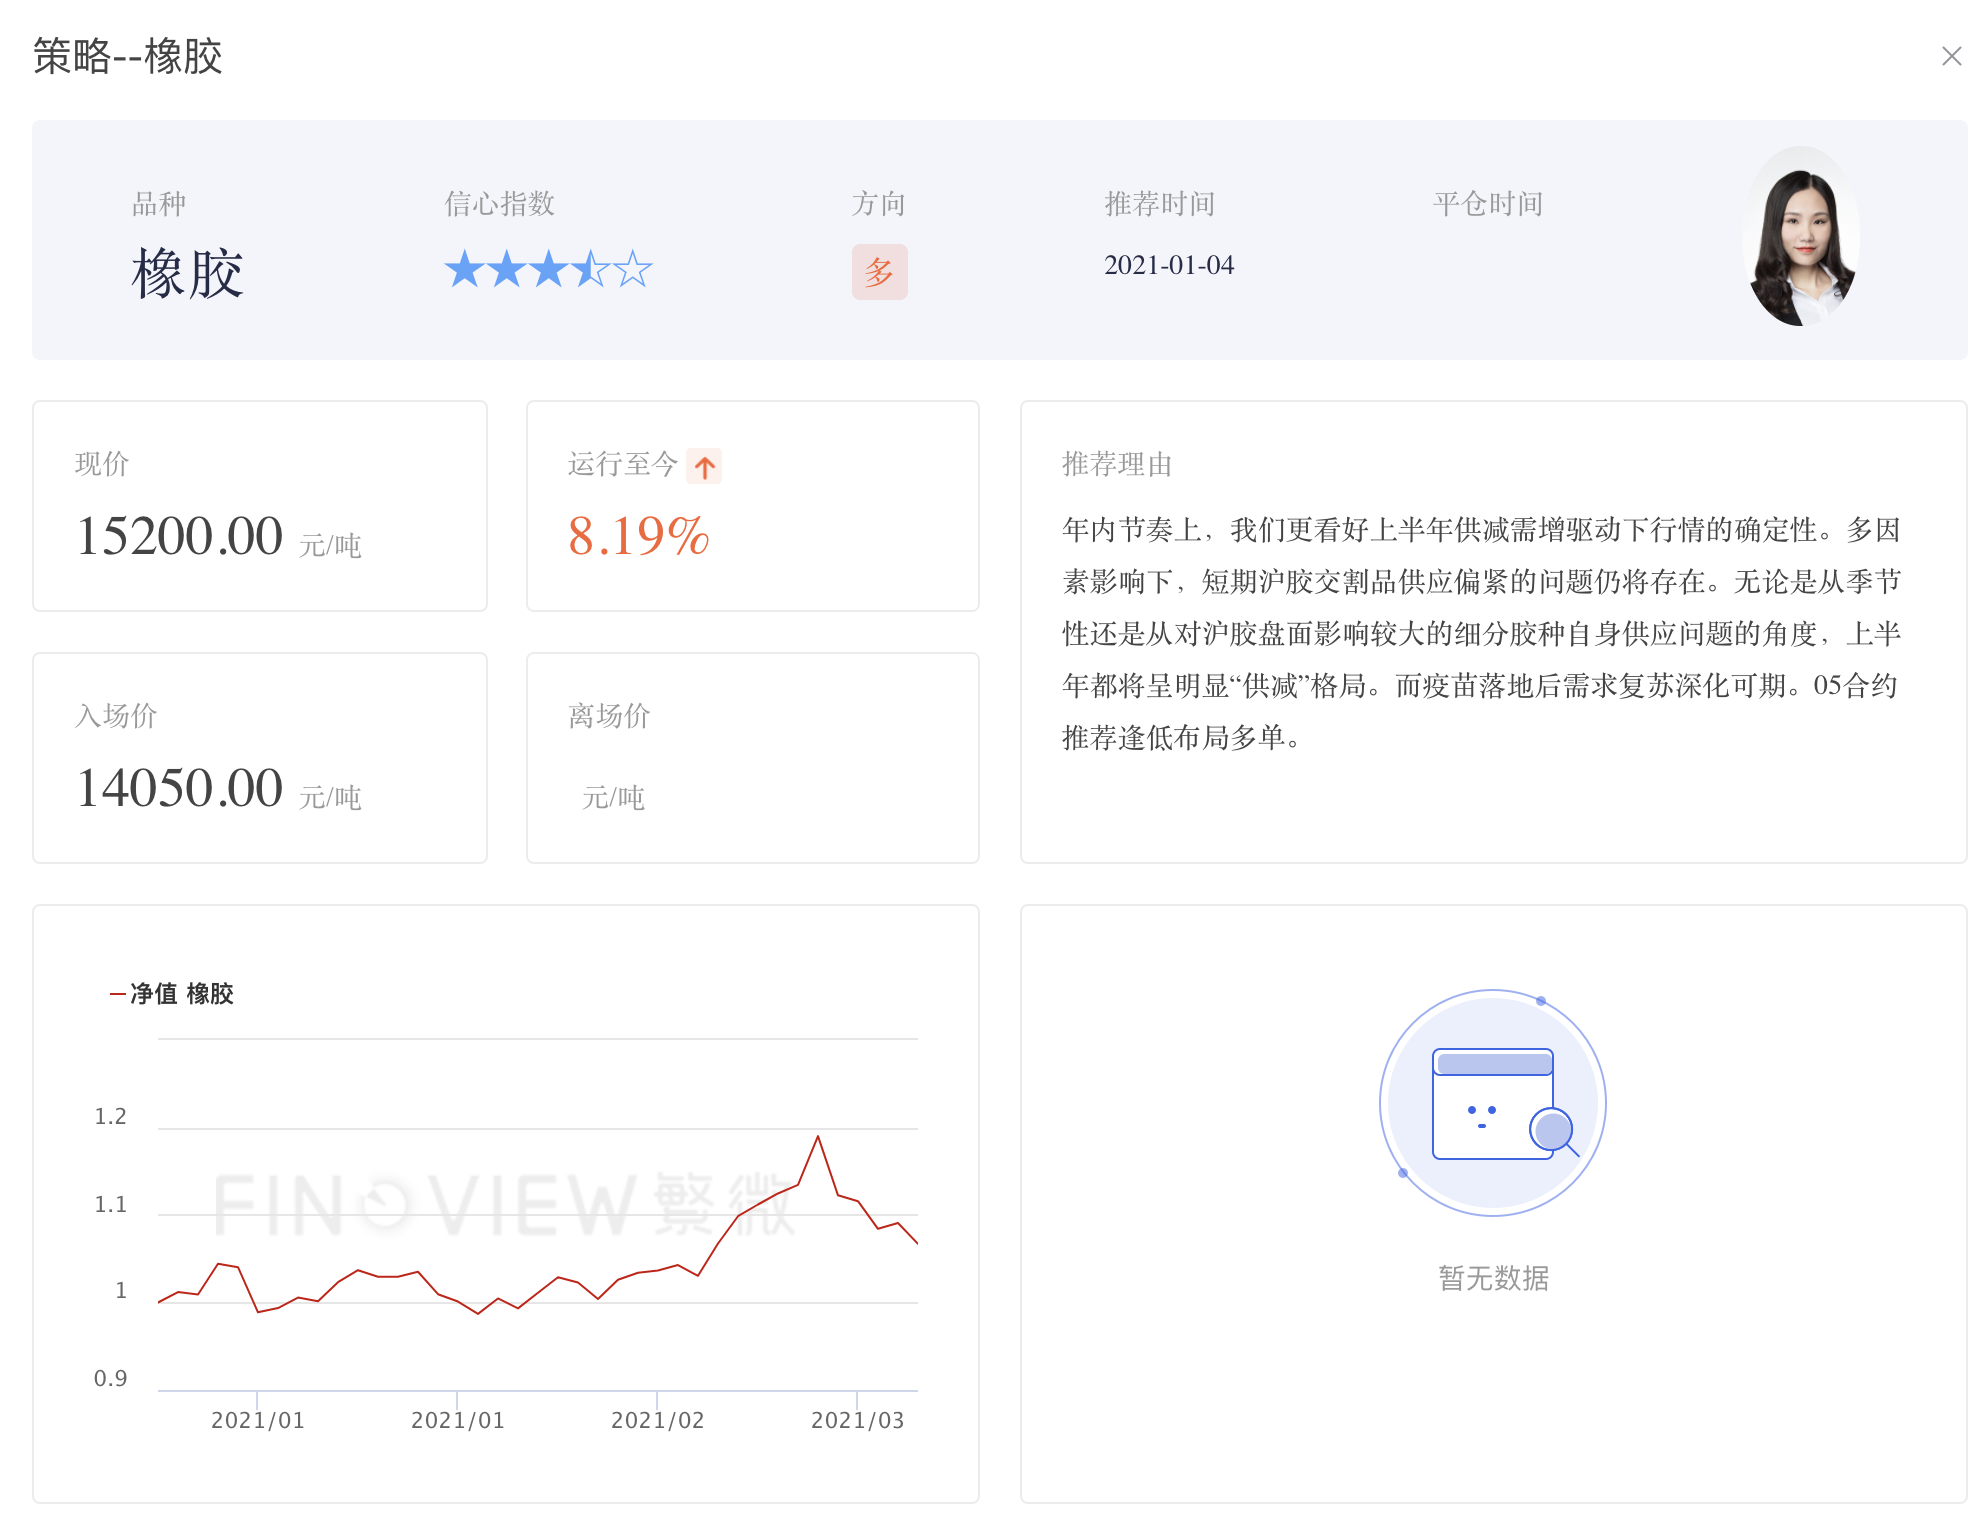 策略--橡胶
品种
信心指数
方向
推荐时间
平仓时间
橡胶
多
2021-01-04
现价
15200.00 元/吨
运行至今
8.19%
入场价
14050.00 元/吨
离场价
元/吨
推荐理由
年内节奏上，我们更看好上半年供减需增驱动下行情的确定性。多因
素影响下，短期沪胶交割品供应偏紧的问题仍将存在。无论是从季节
性还是从对沪胶盘面影响较大的细分胶种自身供应问题的角度，上半
年都将呈明显“供减”格局。而疫苗落地后需求复苏深化可期。05合约
推荐逢低布局多单。
净值 橡胶
1.2
1.1
1
0.9
2021/01
2021/01
2021/02
2021/03
FINOVIEW 繁微
暂无数据